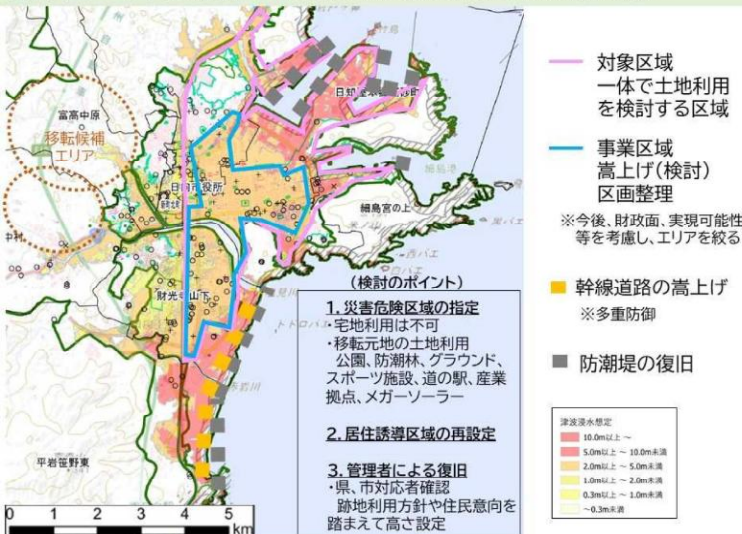 富高中原
移転候補
エリア
中村
日向市役所
財光寺山下
平岩笹野東
細島宮の上
細島港
赤岩川
対象区域
一体で土地利用
を検討する区域
事業区域
嵩上げ(検討)
区画整理
※今後、財政面、実現可能性
等を考慮し、エリアを絞る
幹線道路の嵩上げ
※多重防御
防潮堤の復旧
(検討のポイント)
1. 災害危険区域の指定
・宅地利用は不可
・移転元地の土地利用
公園、防潮林、グラウンド、
スポーツ施設、道の駅、産業
拠点、メガーソーラー
2. 居住誘導区域の再設定
3. 管理者による復旧
・県、市対応者確認
跡地利用方針や住民意向を
踏まえて高さ設定
津波浸水想定
10.0m以上 ~
5.0m以上 ~ 10.0m未満
2.0m以上 ~ 5.0m未満
1.0m以上 ~ 2.0m未満
0.3m以上 ~ 1.0m未満
~0.3m未満
0 1 2 3 4 5
km